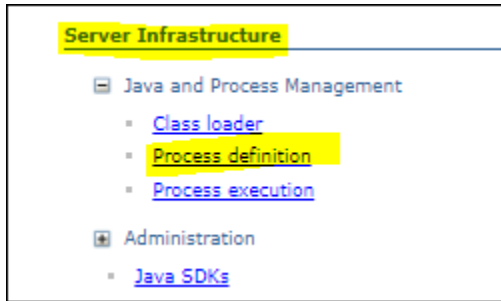 Server Infrastructure
Java and Process Management
Class loader
Process definition
Process execution
Administration
Java SDKs